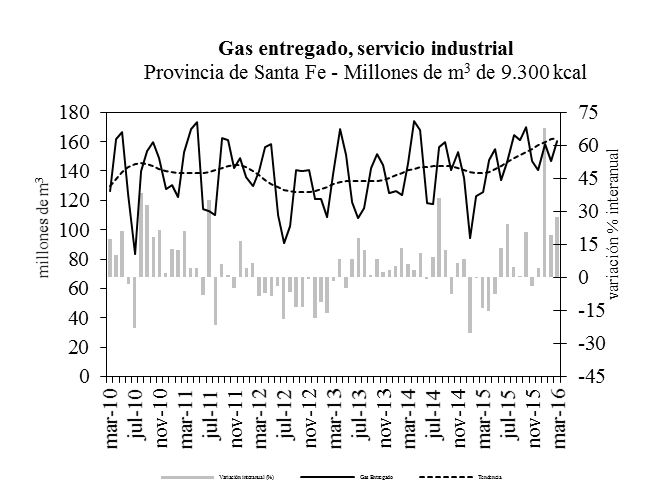 Gas entregado, servicio industrial
Provincia de Santa Fe - Millones de m³ de 9.300 kcal
180
160
140
120
100
80
60
40
20
0
millones de m³
75
60
45
30
15
0
-15
-30
-45
variación % interanual
mar-10
jul-10
nov-10
mar-11
jul-11
nov-11
mar-12
jul-12
nov-12
mar-13
jul-13
nov-13
mar-14
jul-14
nov-14
mar-15
jul-15
nov-15
mar-16
Variación interanual (%)
Gas Entregado
Tendencia